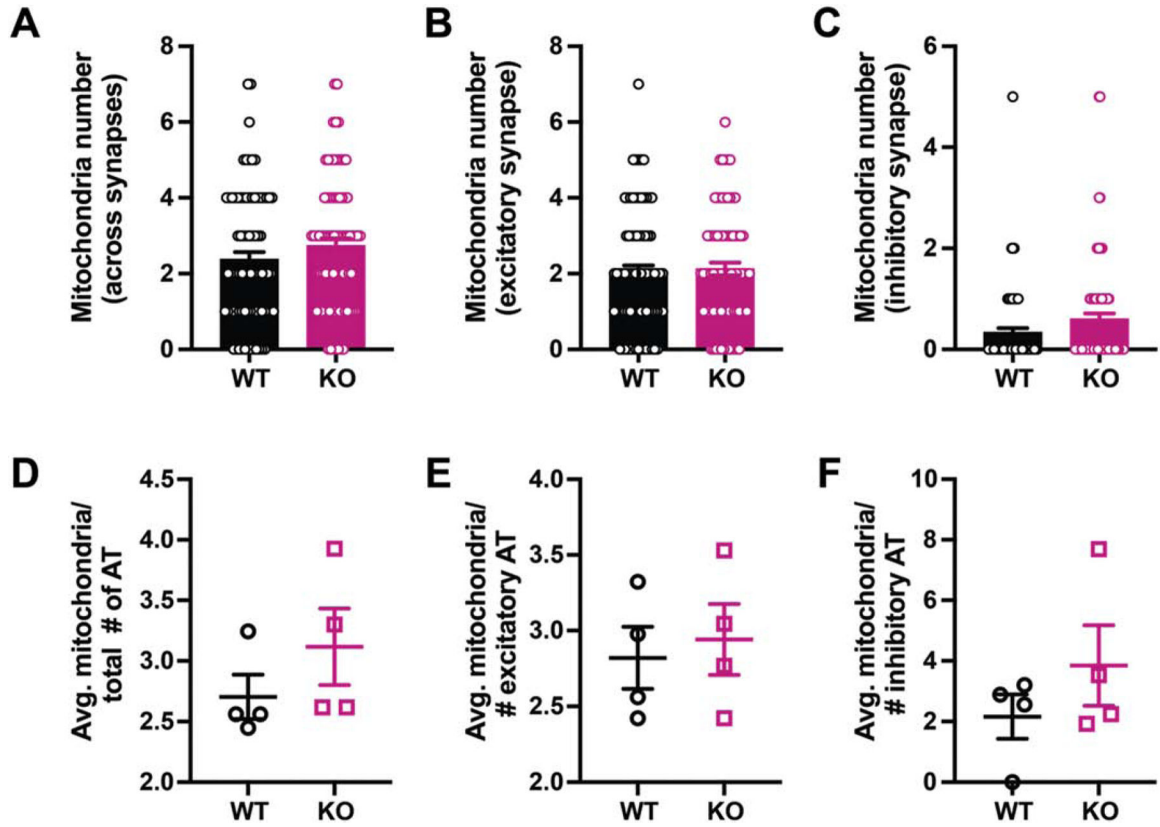 A
Mitochondria number
(across synapses)
8
6
4
2
0
WT
KO
B
Mitochondria number
(excitatory synapse)
8
6
4
2
0
WT
KO
C
Mitochondria number
(inhibitory synapse)
6
4
2
0
WT
KO
D
Avg. mitochondria/
total # of AT
4.5
4.0
3.5
3.0
2.5
2.0
WT
KO
E
Avg. mitochondria/
# excitatory AT
4.0
3.5
3.0
2.5
2.0
WT
KO
F
Avg. mitochondria/
# inhibitory AT
10
8
6
4
2
0
WT
KO